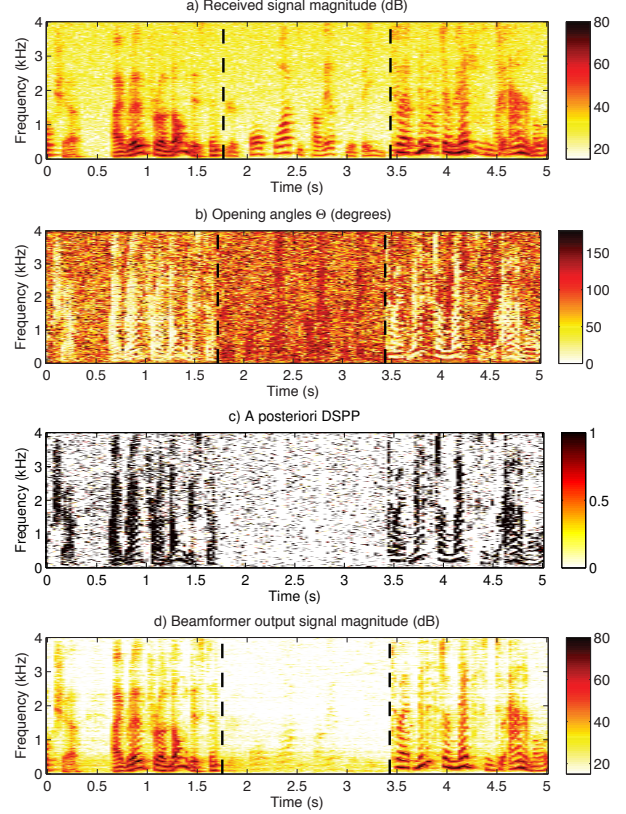 a) Received signal magnitude (dB)
Frequency (kHz)
4
3
2
1
0
0 0.5 1 1.5 2 2.5 3 3.5 4 4.5 5
Time (s)
80
60
40
20
b) Opening angles Θ (degrees)
Frequency (kHz)
4
3
2
1
0
0 0.5 1 1.5 2 2.5 3 3.5 4 4.5 5
Time (s)
150
100
50
0
c) A posteriori DSPP
Frequency (kHz)
4
3
2
1
0
0 0.5 1 1.5 2 2.5 3 3.5 4 4.5 5
Time (s)
1
0.5
0
d) Beamformer output signal magnitude (dB)
Frequency (kHz)
4
3
2
1
0
0 0.5 1 1.5 2 2.5 3 3.5 4 4.5 5
Time (s)
80
60
40
20